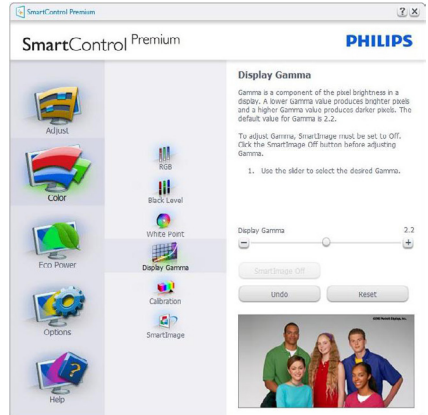 SmartControl Premium
SmartControl Premium
PHILIPS
Adjust
Color
Eco Power
Options
Help
RGB
Black Level
White Point
Display Gamma
Calibration
SmartImage
Display Gamma
Gamma is a component of the pixel brightness in a
display. A lower Gamma value produces brighter pixels
and a higher Gamma value produces darker pixels. The
default value for Gamma is 2.2.
To adjust Gamma, SmartImage must be set to Off.
Click the SmartImage Off button before adjusting
Gamma.
1. Use the slider to select the desired Gamma.
Display Gamma 2.2
SmartImage Off
Undo Reset